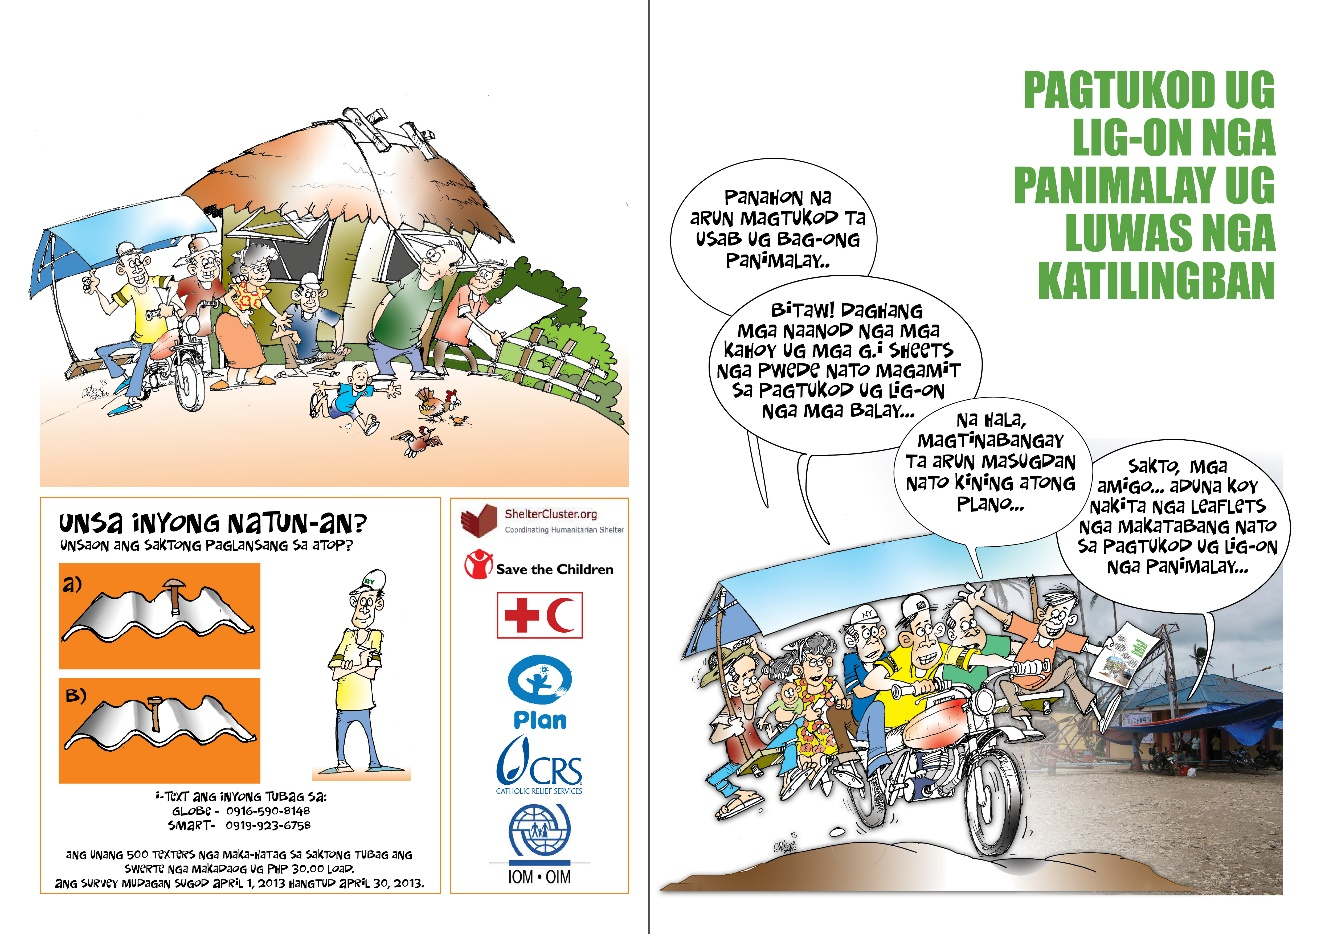 PAGTUKOD UG
LIG-ON NGA
PANIMALAY UG
LUWAS NGA
KATILINGBAN
PANAHON NA
ARUN MAGTUKOD TA
USAB UG BAG-ONG
PANIMALAY..
BITAW! DAGHANG
MGA NAANOD NGA MGA
KAHOY UG MGA G.I SHEETS
NGA PWEDE NATO MAGAMIT
SA PAGTUKOD UG LIG-ON
NGA MGA BALAY...
NA HALA,
MAGTINABANGAY
TA ARUN MASUGDAN
NATO KINING ATONG
PLANO...
SAKTO, MGA
AMIGO... ADUNA KOY
NAKITA NGA LEAFLETS
NGA MAKATABANG NATO
SA PAGTUKOD UG LIG-ON
NGA PANIMALAY...
NY
UNSA INYONG NATUN-AN?
UNSAON ANG SAKTONG PAGLANSANG SA ATOP?
a)
B)
NY
i-TEXT ANG INYONG TUBAG SA:
GLOBE - 0916-590-8148
SMART- 0919-923-6758
ANG UNANG 500 TEXTERS NGA MAKA-HATAG SA SAKTONG TUBAG ANG
SWERTE NGA MAKADAOG UG PHP 30.00 LOAD.
ANG SURVEY MUDAGAN SUGOD APRIL 1, 2013 HANGTUD APRIL 30, 2013.
ShelterCluster.org
Coordinating Humanitarian Shelter
Save the Children
Plan
CRS
CATHOLIC RELIEF SERVICES
IOM • OIM